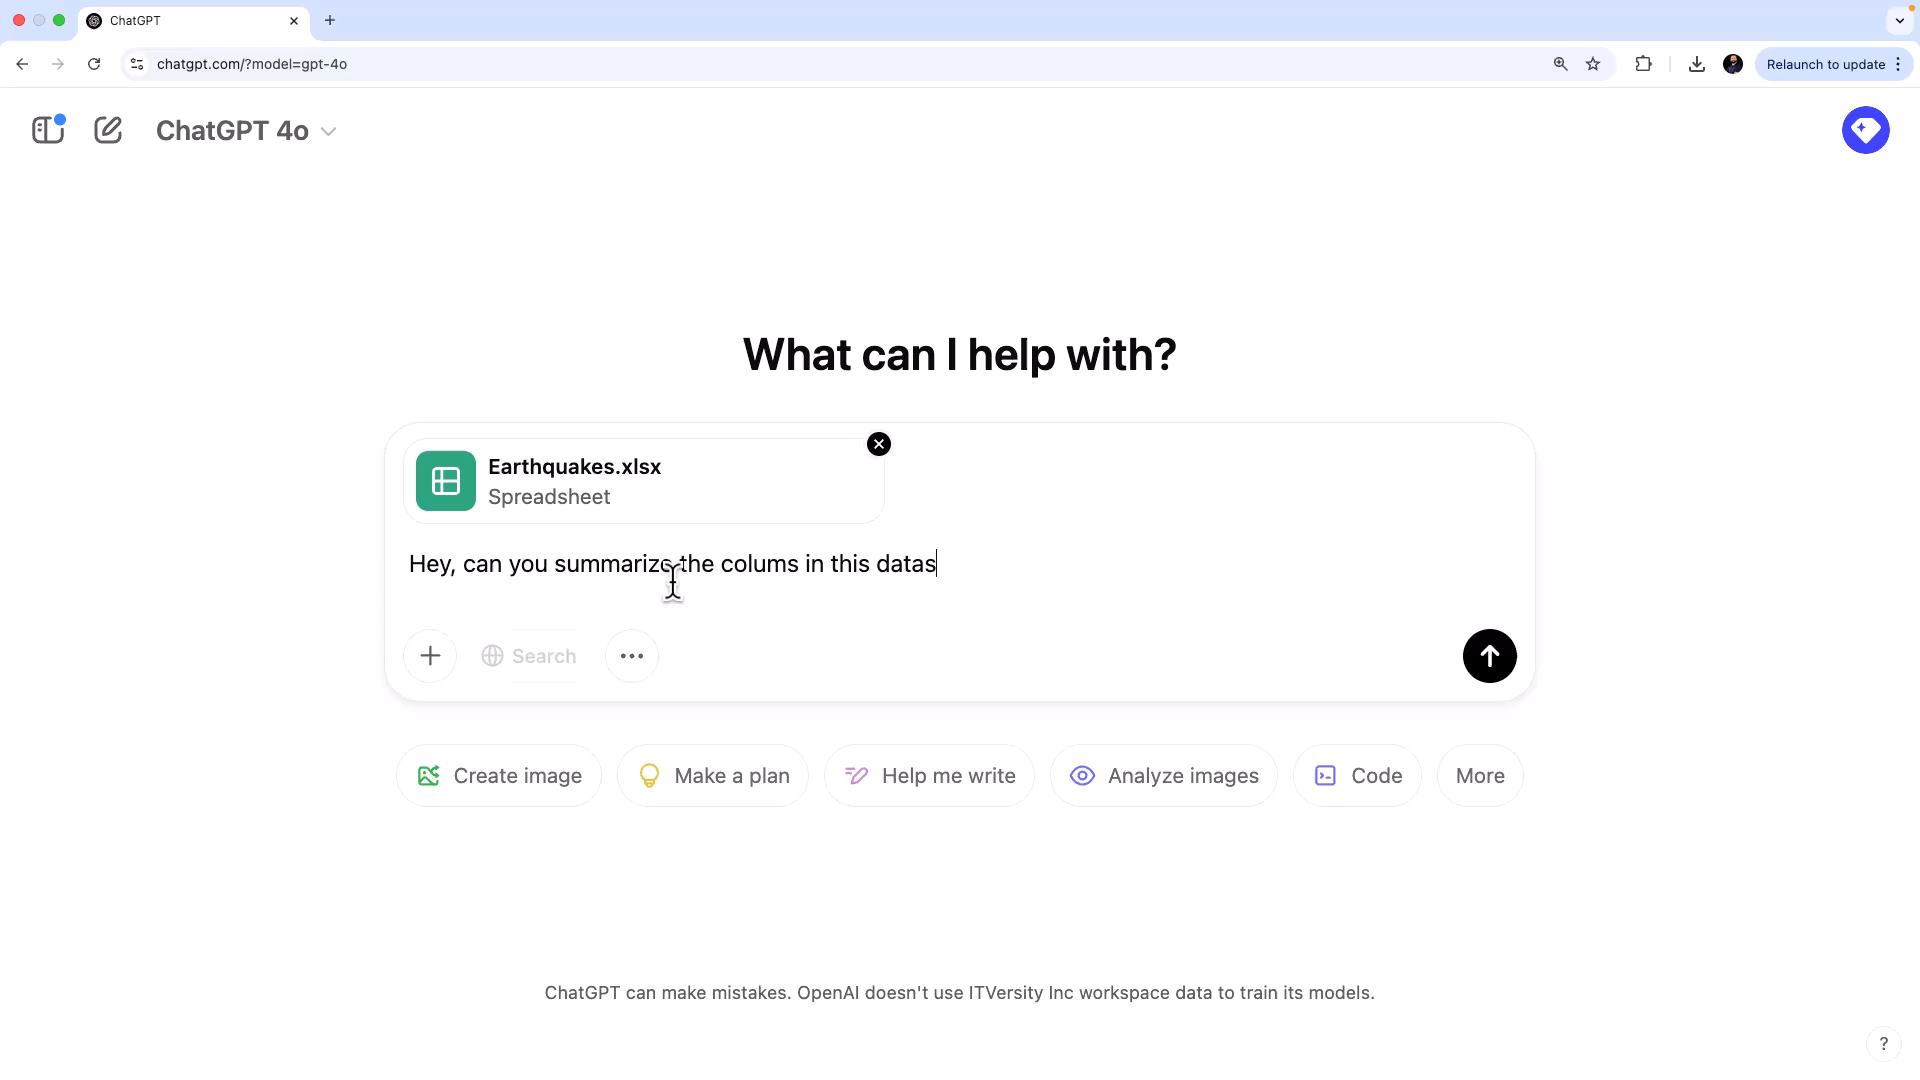 ChatGPT
chatgpt.com/?model=gpt-4o
Relaunch to update
ChatGPT 4o
What can I help with?
Earthquakes.xlsx
Spreadsheet
Hey, can you summarize the colums in this datas
Search
Create image
Make a plan
Help me write
Analyze images
Code
More
ChatGPT can make mistakes. OpenAI doesn't use ITVersity Inc workspace data to train its models.
?